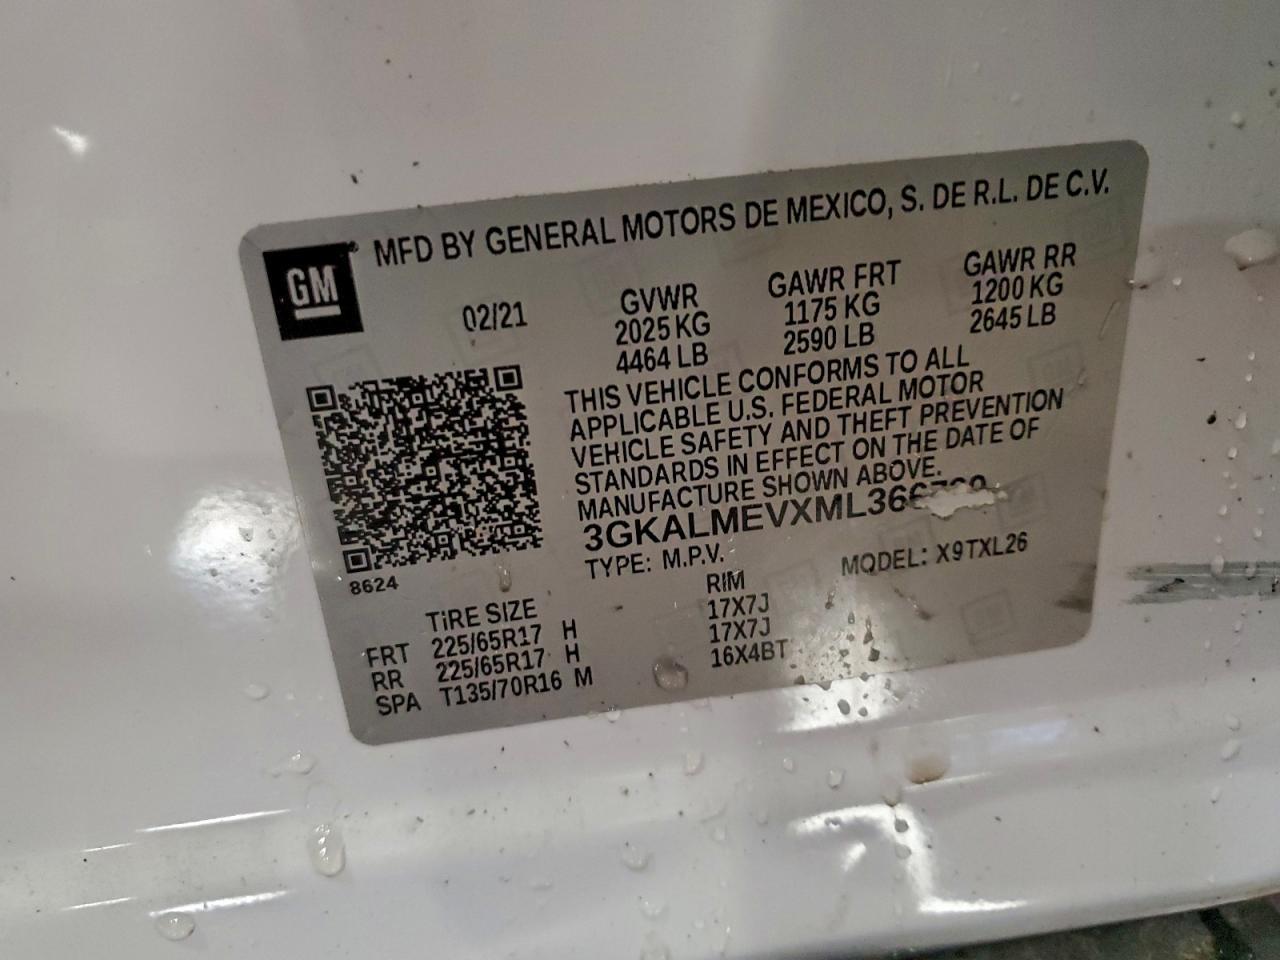 GM
MFD BY GENERAL MOTORS DE MEXICO, S. DE R.L. DE C.V.
02/21
GVWR
2025 KG
4464 LB
GAWR FRT
1175 KG
2590 LB
GAWR RR
1200 KG
2645 LB
THIS VEHICLE CONFORMS TO ALL
APPLICABLE U.S. FEDERAL MOTOR
VEHICLE SAFETY AND THEFT PREVENTION
STANDARDS IN EFFECT ON THE DATE OF
MANUFACTURE SHOWN ABOVE.
TYPE: M.P.V.
MODEL: X9TXL26
8624
TIRE SIZE
RIM
FRT 225/65R17 H 17X7J
RR 225/65R17 H 17X7J
SPA T135/70R16 M 16X4BT